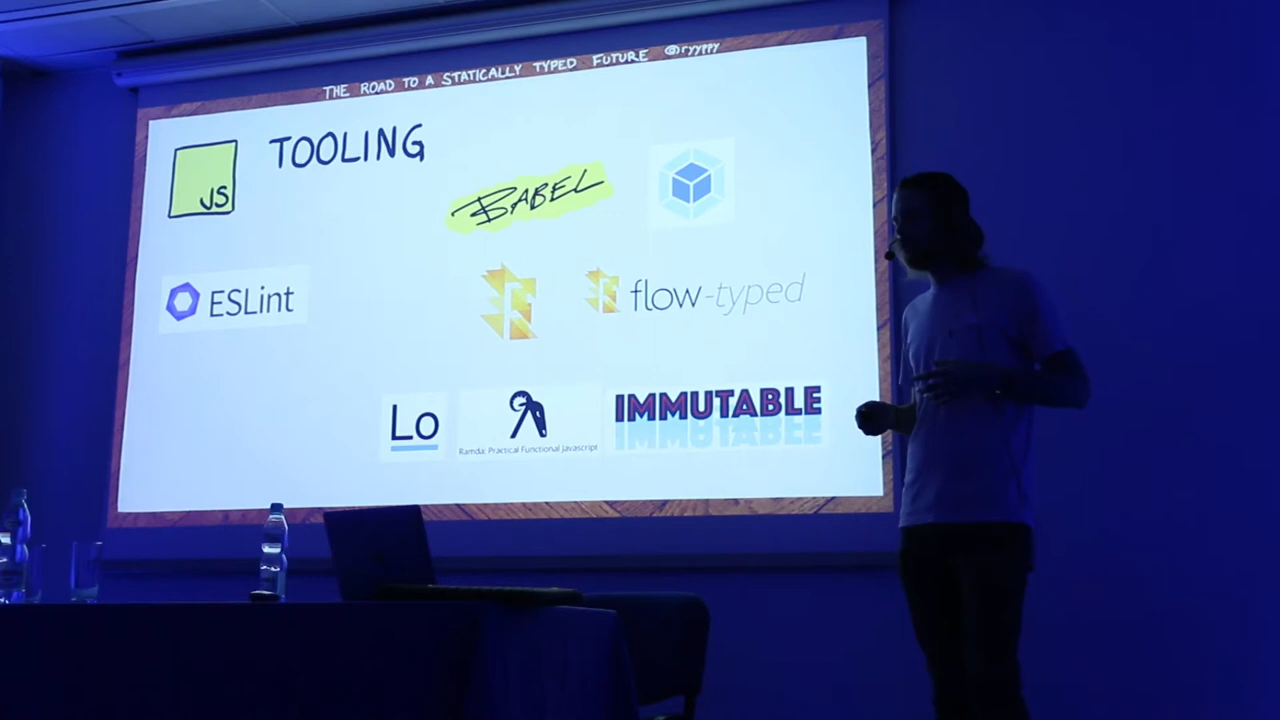 THE ROAD TO A STATICALLY TYPED FUTURE @ryyppy
JS
TOOLING
BABEL
ESLint
flow-typed
Lo
Ramda: Practical Functional Javascript
IMMUTABLE
IMMUTABLE